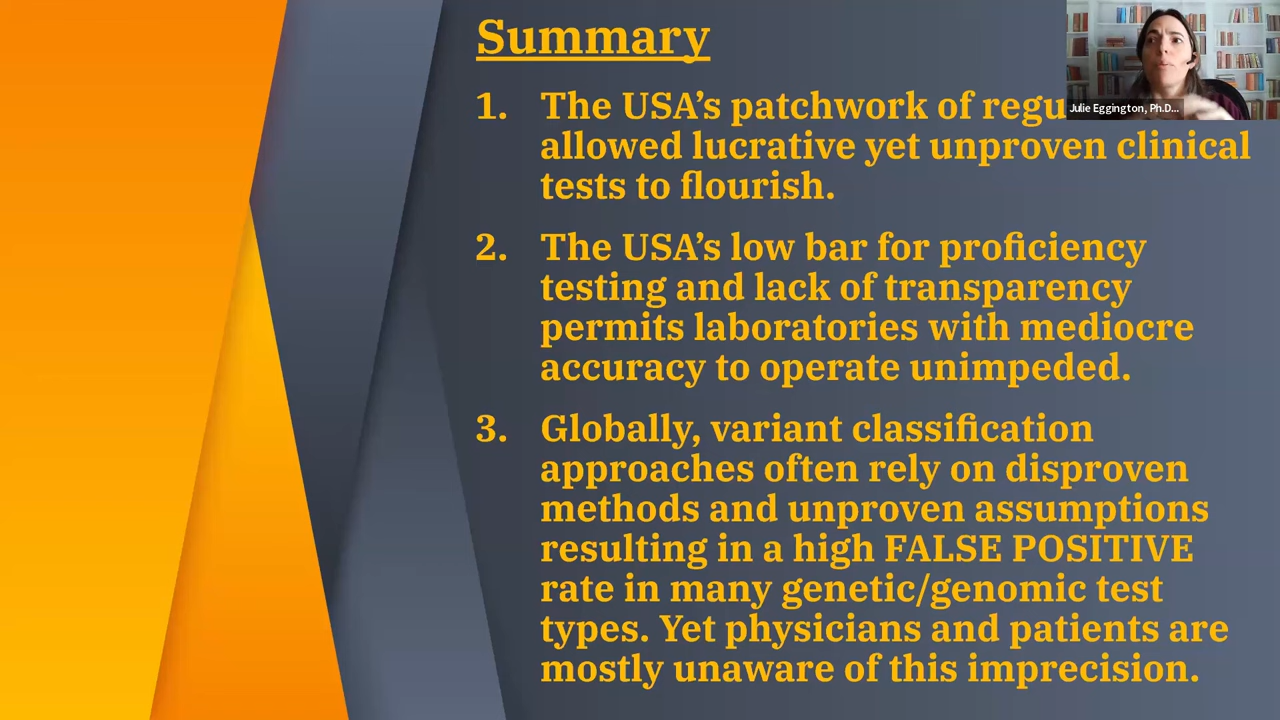 Summary
Julie Eggington, Ph.D...
1. The USA's patchwork of
allowed lucrative yet unproven clinical
tests to flourish.
2. The USA's low bar for proficiency
testing and lack of transparency
permits laboratories with mediocre
accuracy to operate unimpeded.
3. Globally, variant classification
approaches often rely on disproven
methods and unproven assumptions
resulting in a high FALSE POSITIVE
rate in many genetic/genomic test
types. Yet physicians and patients are
mostly unaware of this imprecision.